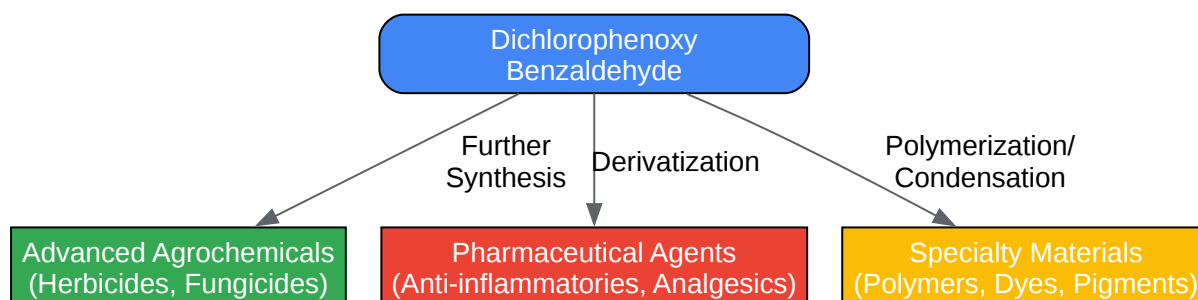 Dichlorophenoxy
Benzaldehyde
Further
Synthesis
Derivatization
Polymerization/
Condensation
Advanced Agrochemicals
(Herbicides, Fungicides)
Pharmaceutical Agents
(Anti-inflammatories, Analgesics)
Specialty Materials
(Polymers, Dyes, Pigments)